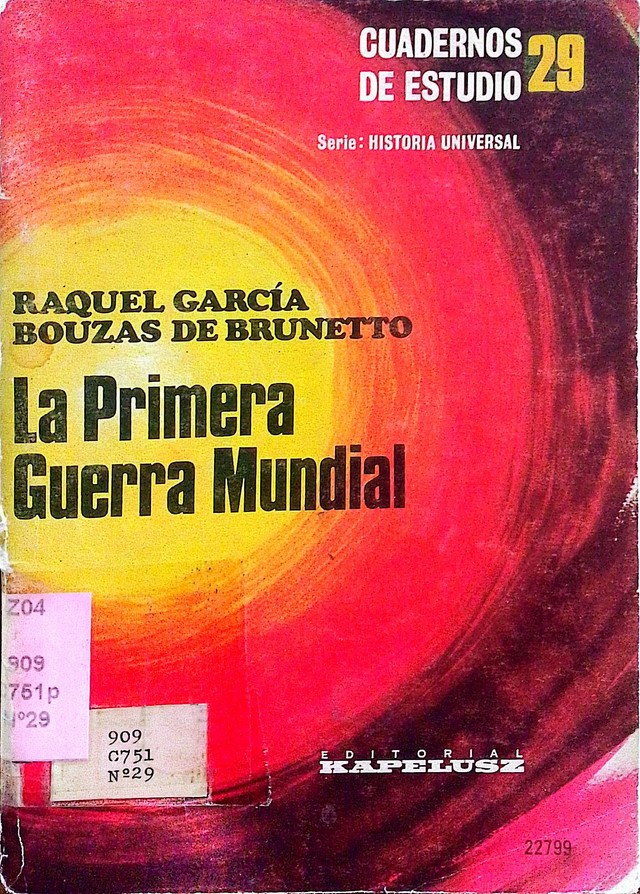 CUADERNOS
DE ESTUDIO 29
Serie: HISTORIA UNIVERSAL
RAQUEL GARCÍA
BOUZAS DE BRUNETTO
La Primera
Guerra Mundial
Z04
909
751p
Nº29
909
C751
Nº29
EDITORIAL
KAPELUSZ
22799